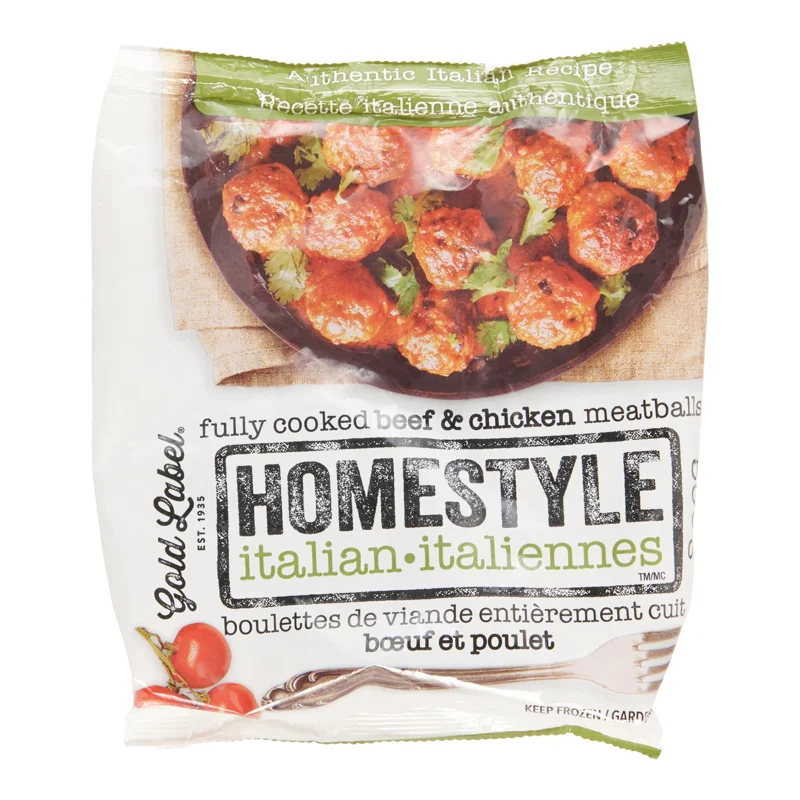 Authentic Italian Recipe
Recette italienne authentique
fully cooked beef & chicken meatballs
Gold Label®
EST. 1935
HOMESTYLE
italian•italiennes
TM/MC
boulettes de viande entièrement cuit
bœuf et poulet
KEEP FROZEN / GARDE